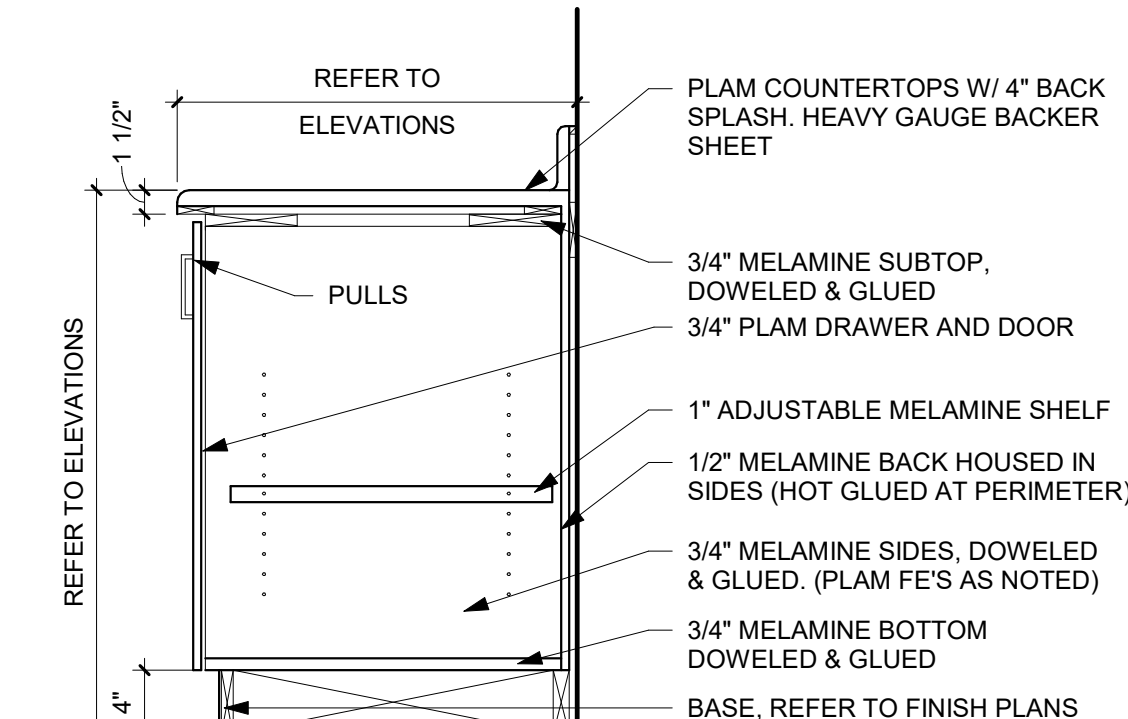 REFER TO
ELEVATIONS
1 1/2"
PLAM COUNTERTOPS W/ 4" BACK
SPLASH. HEAVY GAUGE BACKER
SHEET
3/4" MELAMINE SUBTOP,
DOWELED & GLUED
PULLS
3/4" PLAM DRAWER AND DOOR
REFER TO ELEVATIONS
1" ADJUSTABLE MELAMINE SHELF
1/2" MELAMINE BACK HOUSED IN
SIDES (HOT GLUED AT PERIMETER)
3/4" MELAMINE SIDES, DOWELED
& GLUED. (PLAM FE'S AS NOTED)
3/4" MELAMINE BOTTOM
DOWELED & GLUED
4"
BASE, REFER TO FINISH PLANS